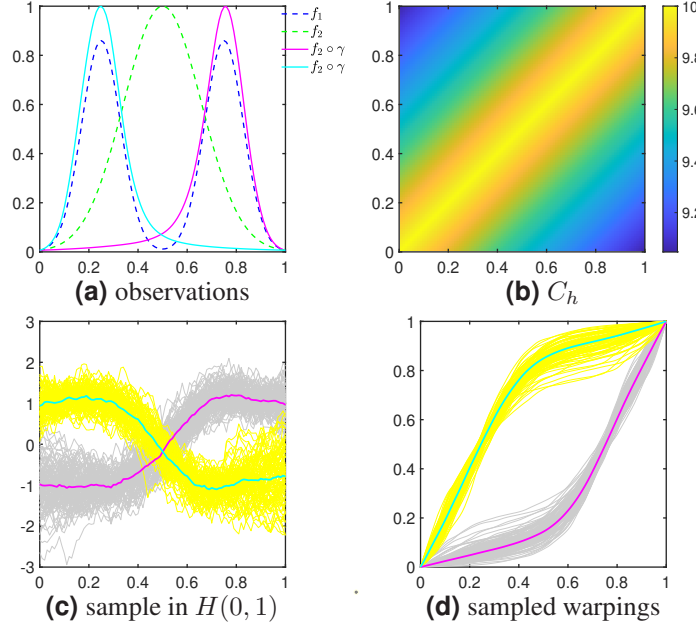 1
0.8
0.6
0.4
0.2
0
0 0.2 0.4 0.6 0.8 1
f₁
f₂
f₂ ∘ γ
f₂ ∘ γ
(a) observations
1
0.8
0.6
0.4
0.2
0
0 0.2 0.4 0.6 0.8 1
10
9.8
9.6
9.4
9.2
(b) C_h
3
2
1
0
-1
-2
-3
0 0.2 0.4 0.6 0.8 1
(c) sample in H(0, 1)
1
0.8
0.6
0.4
0.2
0
0 0.2 0.4 0.6 0.8 1
(d) sampled warpings